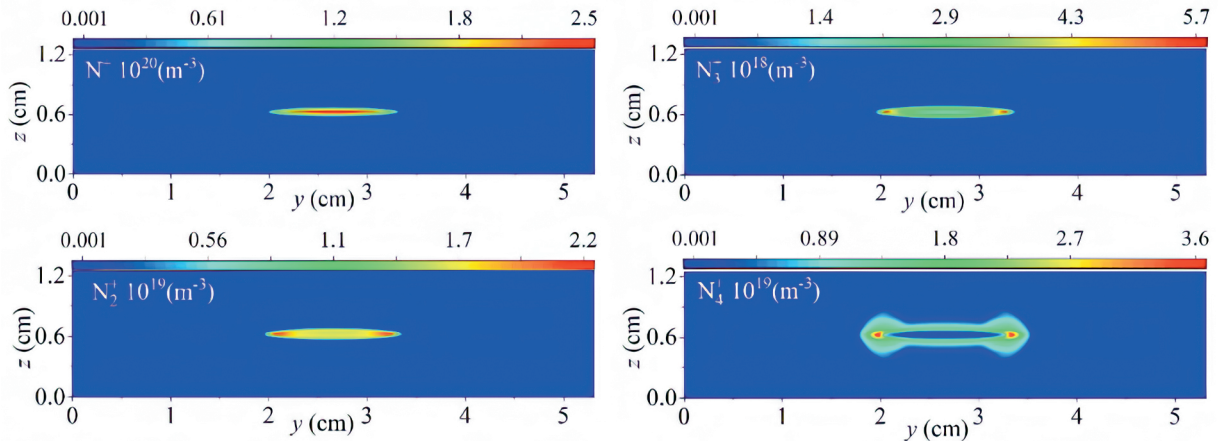 0.001 0.61 1.2 1.8 2.5
N⁻ 10²⁰(m⁻³)
1.2
0.6
0.0
z (cm)
0 1 2 3 4 5
y (cm)
0.001 1.4 2.9 4.3 5.7
N₃⁻ 10¹⁸(m⁻³)
1.2
0.6
0.0
z (cm)
0 1 2 3 4 5
y (cm)
0.001 0.56 1.1 1.7 2.2
N₂⁺ 10¹⁹(m⁻³)
1.2
0.6
0.0
z (cm)
0 1 2 3 4 5
y (cm)
0.001 0.89 1.8 2.7 3.6
N₄⁺ 10¹⁹(m⁻³)
1.2
0.6
0.0
z (cm)
0 1 2 3 4 5
y (cm)